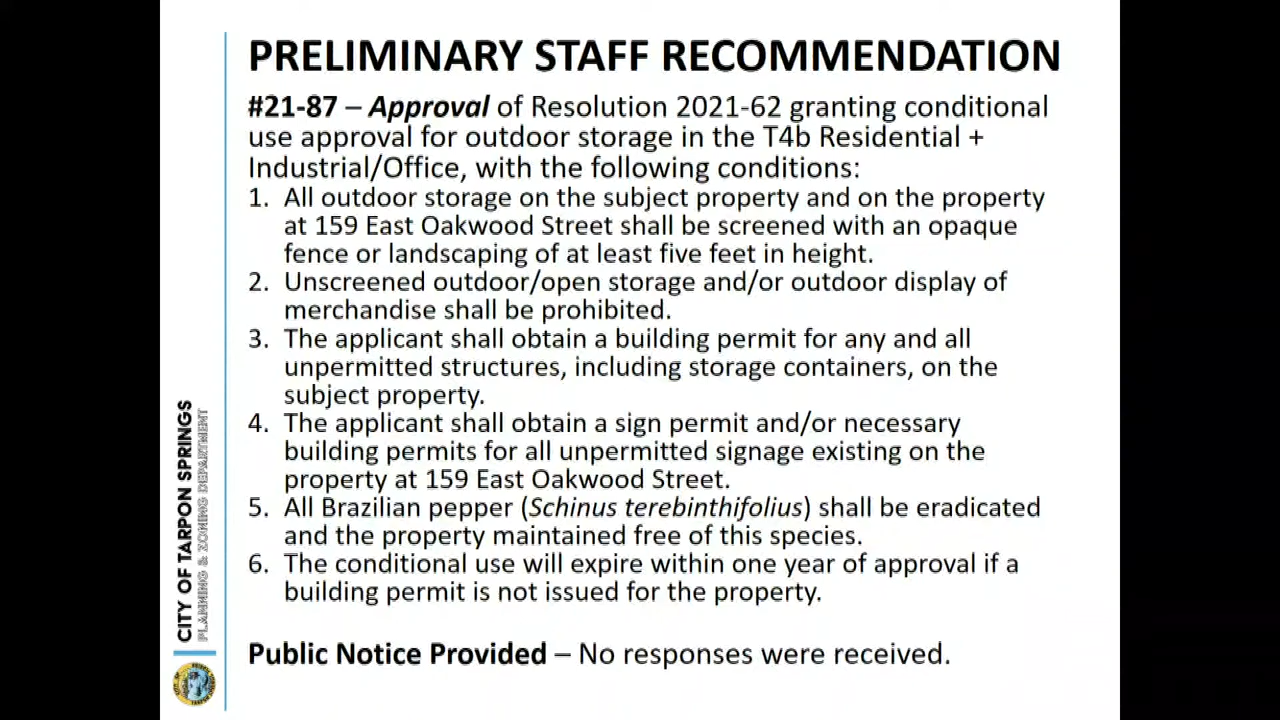 PRELIMINARY STAFF RECOMMENDATION
#21-87 – Approval of Resolution 2021-62 granting conditional
use approval for outdoor storage in the T4b Residential +
Industrial/Office, with the following conditions:
1. All outdoor storage on the subject property and on the property
at 159 East Oakwood Street shall be screened with an opaque
fence or landscaping of at least five feet in height.
2. Unscreened outdoor/open storage and/or outdoor display of
merchandise shall be prohibited.
3. The applicant shall obtain a building permit for any and all
unpermitted structures, including storage containers, on the
subject property.
4. The applicant shall obtain a sign permit and/or necessary
building permits for all unpermitted signage existing on the
property at 159 East Oakwood Street.
5. All Brazilian pepper (Schinus terebinthifolius) shall be eradicated
and the property maintained free of this species.
6. The conditional use will expire within one year of approval if a
building permit is not issued for the property.
Public Notice Provided – No responses were received.
CITY OF TARPON SPRINGS
PLANNING & ZONING DEPARTMENT